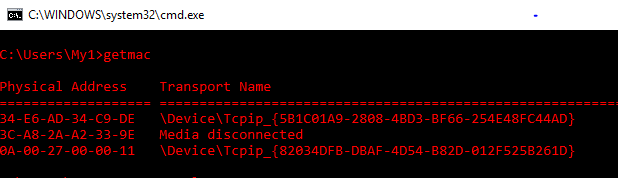 C:\WINDOWS\system32\cmd.exe
C:\Users\My1>getmac
Physical Address    Transport Name
=================== ==========================================================
34-E6-AD-34-C9-DE   \Device\Tcpip_{5B1C01A9-2808-4BD3-BF66-254E48FC44AD}
3C-A8-2A-A2-33-9E   Media disconnected
0A-00-27-00-00-11   \Device\Tcpip_{82034DFB-DBAF-4D54-B82D-012F525B261D}